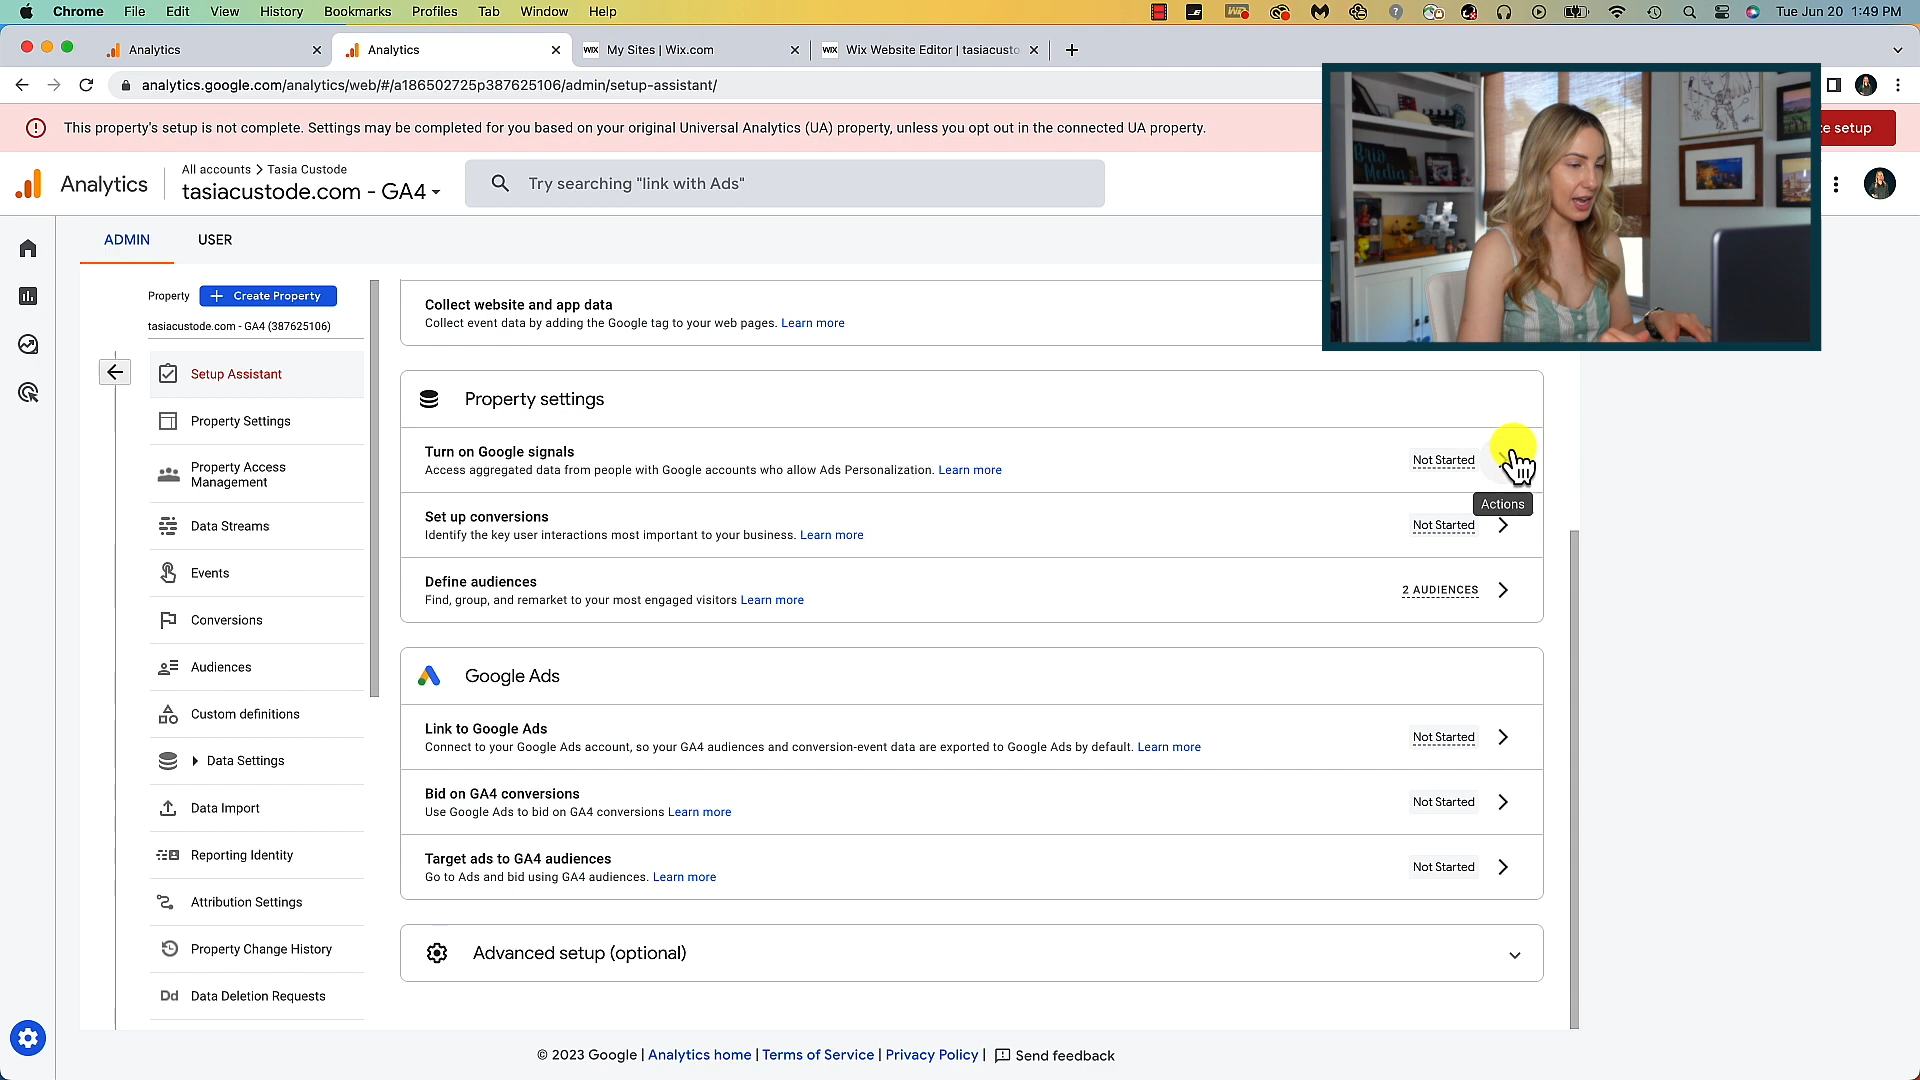 Chrome File Edit View History Bookmarks Profiles Tab Window Help Tue Jun 20 1:49 PM
Analytics
Analytics
WIX My Sites | Wix.com
WIX Wix Website Editor | tasiacusto
analytics.google.com/analytics/web/#/a186502725p387625106/admin/setup-assistant/
This property's setup is not complete. Settings may be completed for you based on your original Universal Analytics (UA) property, unless you opt out in the connected UA property.
te setup
Analytics
All accounts > Tasia Custode
tasiacustode.com - GA4
Try searching "link with Ads"
ADMIN USER
Property + Create Property
tasiacustode.com - GA4 (387625106)
Setup Assistant
Property Settings
Property Access
Management
Data Streams
Events
Conversions
Audiences
Custom definitions
Data Settings
Data Import
Reporting Identity
Attribution Settings
Property Change History
Dd Data Deletion Requests
Collect website and app data
Collect event data by adding the Google tag to your web pages. Learn more
Property settings
Turn on Google signals
Access aggregated data from people with Google accounts who allow Ads Personalization. Learn more
Not Started
Actions
Set up conversions
Identify the key user interactions most important to your business. Learn more
Not Started
Define audiences
Find, group, and remarket to your most engaged visitors Learn more
2 AUDIENCES
Google Ads
Link to Google Ads
Connect to your Google Ads account, so your GA4 audiences and conversion-event data are exported to Google Ads by default. Learn more
Not Started
Bid on GA4 conversions
Use Google Ads to bid on GA4 conversions Learn more
Not Started
Target ads to GA4 audiences
Go to Ads and bid using GA4 audiences. Learn more
Not Started
Advanced setup (optional)
© 2023 Google | Analytics home | Terms of Service | Privacy Policy | Send feedback